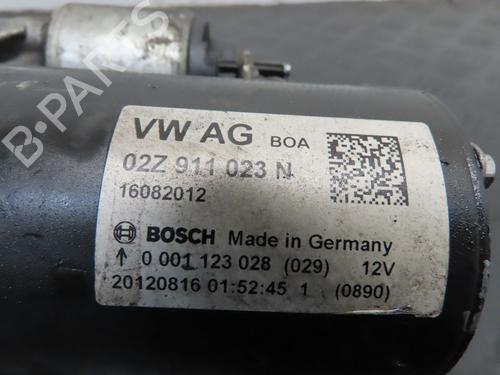 VW AG BOA
02Z 911 023 N
16082012
BOSCH Made in Germany
↑ 0 001 123 028 (029) 12V
20120816 01:52:45 1 (0890)
B-PARTS